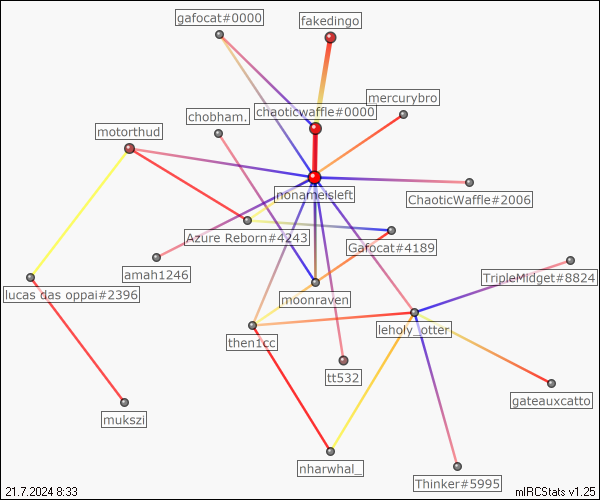 gafocat#0000
fakedingo
mercurybro
chaoticwaffle#0000
chobham.
motorthud
nonameisleft
ChaoticWaffle#2006
Azure Reborn#4243
Gafocat#4189
amah1246
TripleMidget#8824
lucas das oppai#2396
moonraven
leholy_otter
then1cc
tt532
gateauxcatto
mukszi
nharwhal_
Thinker#5995
21.7.2024 8:33
mIRCStats v1.25